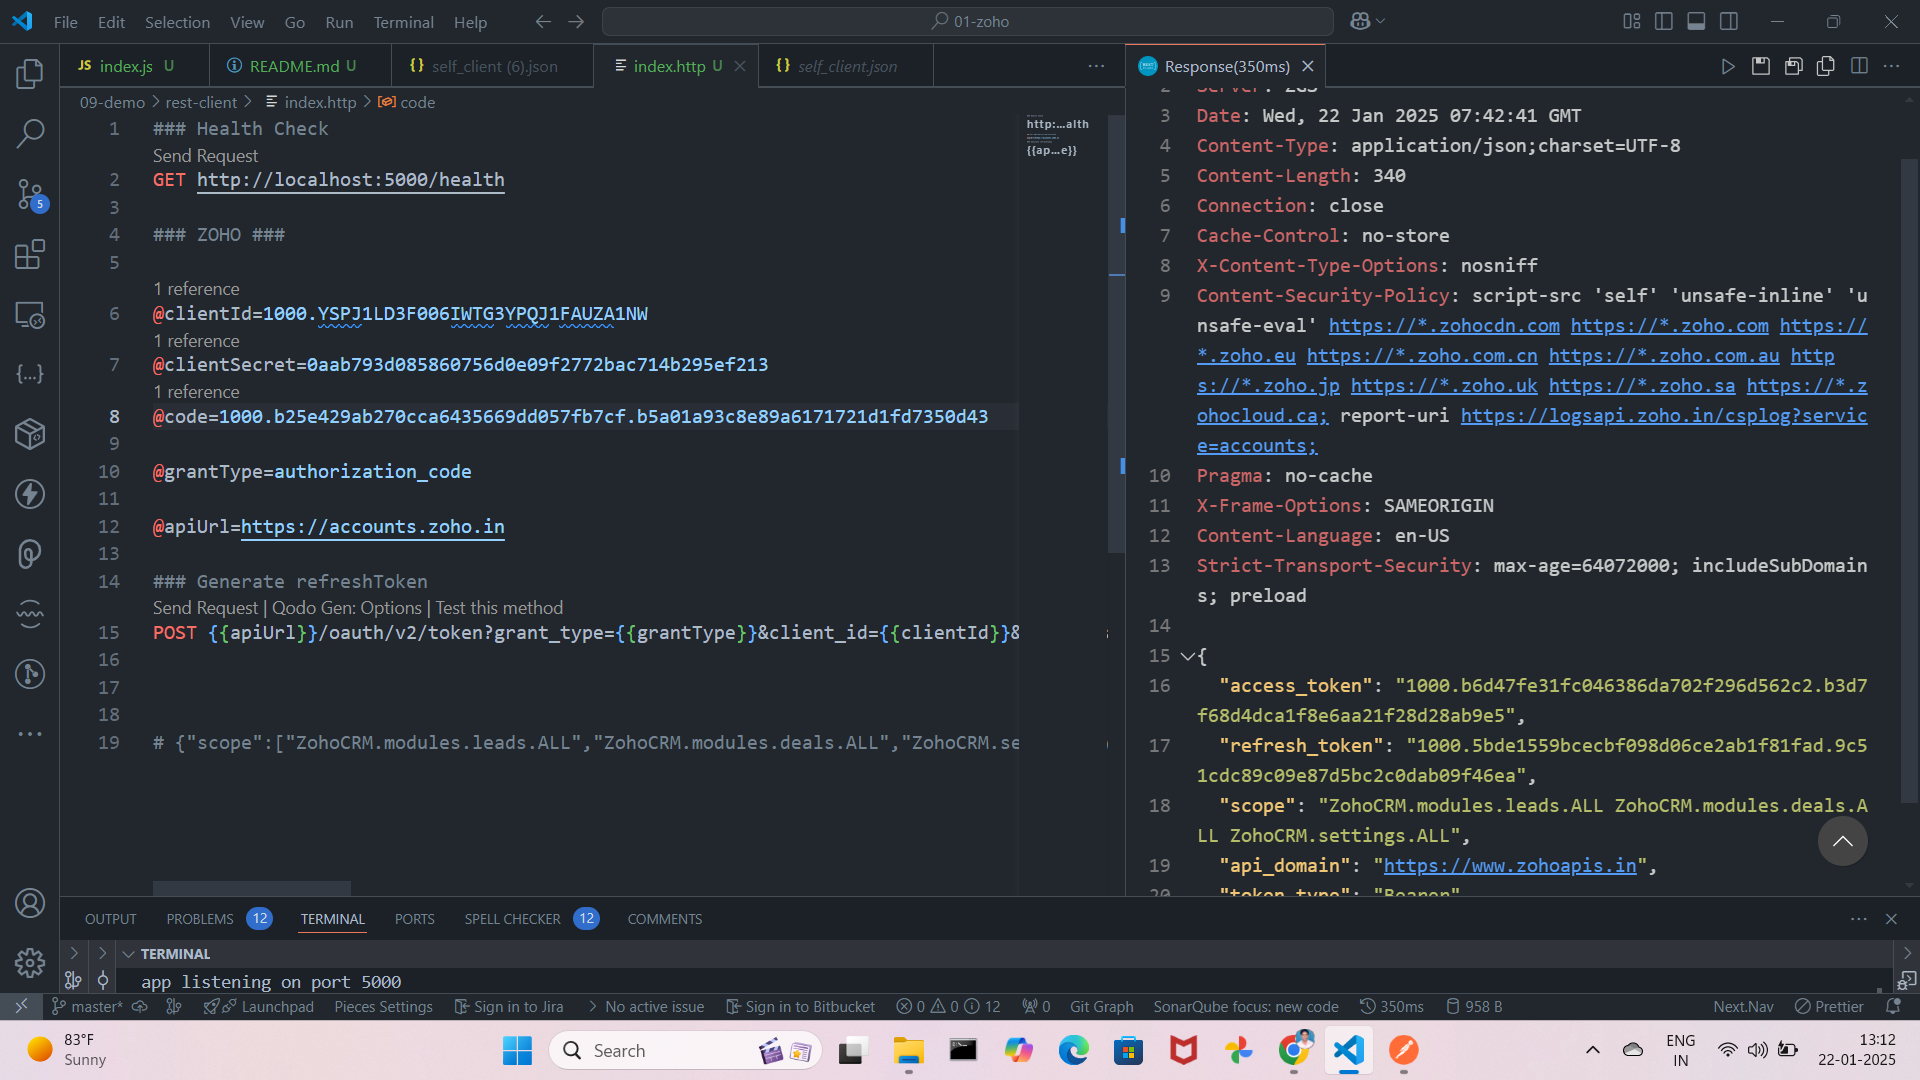 File Edit Selection View Go Run Terminal Help
01-zoho
JS index.js U
README.md U
{} self_client (6).json
index.http U
{} self_client.json
Response(350ms)
09-demo > rest-client > index.http > code
1 ### Health Check
Send Request
2 GET http://localhost:5000/health
3
4 ### ZOHO ###
5
1 reference
6 @clientId=1000.YSPJ1LD3F006IWTG3YPQJ1FAUZA1NW
1 reference
7 @clientSecret=0aab793d085860756d0e09f2772bac714b295ef213
1 reference
8 @code=1000.b25e429ab270cca6435669dd057fb7cf.b5a01a93c8e89a6171721d1fd7350d43
9
10 @grantType=authorization_code
11
12 @apiUrl=https://accounts.zoho.in
13
14 ### Generate refreshToken
Send Request | Qodo Gen: Options | Test this method
15 POST {{apiUrl}}/oauth/v2/token?grant_type={{grantType}}&client_id={{clientId}}&
16
17
18
19 # {"scope":["ZohoCRM.modules.leads.ALL","ZohoCRM.modules.deals.ALL","ZohoCRM.se
http:...alth
{{ap...e}}
2 Server: ZGS
3 Date: Wed, 22 Jan 2025 07:42:41 GMT
4 Content-Type: application/json;charset=UTF-8
5 Content-Length: 340
6 Connection: close
7 Cache-Control: no-store
8 X-Content-Type-Options: nosniff
9 Content-Security-Policy: script-src 'self' 'unsafe-inline' 'u
nsafe-eval' https://*.zohocdn.com https://*.zoho.com https://
*.zoho.eu https://*.zoho.com.cn https://*.zoho.com.au http
s://*.zoho.jp https://*.zoho.uk https://*.zoho.sa https://*.z
ohocloud.ca; report-uri https://logsapi.zoho.in/csplog?servic
e=accounts;
10 Pragma: no-cache
11 X-Frame-Options: SAMEORIGIN
12 Content-Language: en-US
13 Strict-Transport-Security: max-age=64072000; includeSubDomain
s; preload
14
15 {
16 "access_token": "1000.b6d47fe31fc046386da702f296d562c2.b3d7
f68d4dca1f8e6aa21f28d28ab9e5",
17 "refresh_token": "1000.5bde1559bcecbf098d06ce2ab1f81fad.9c5
1cdc89c09e87d5bc2c0dab09f46ea",
18 "scope": "ZohoCRM.modules.leads.ALL ZohoCRM.modules.deals.A
LL ZohoCRM.settings.ALL",
19 "api_domain": "https://www.zohoapis.in",
20 "token_type": "Bearer"
5
OUTPUT PROBLEMS 12 TERMINAL PORTS SPELL CHECKER 12 COMMENTS
TERMINAL
app listening on port 5000
master* Launchpad Pieces Settings Sign in to Jira No active issue Sign in to Bitbucket 0 0 12 0 Git Graph SonarQube focus: new code 350ms 958 B Next.Nav Prettier
83°F
Sunny
Search
ENG
IN
13:12
22-01-2025